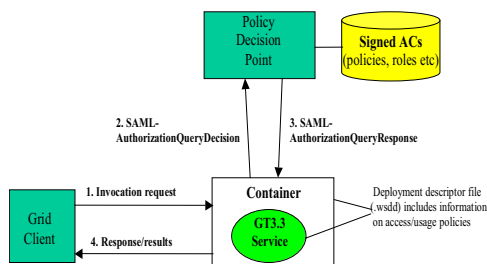 Policy
Decision
Point
Signed ACs
(policies, roles etc)
2. SAML-
AuthorizationQueryDecision
3. SAML-
AuthorizationQueryResponse
Grid
Client
1. Invocation request
4. Response/results
Container
GT3.3
Service
Deployment descriptor file
(.wsdd) includes information
on access/usage policies